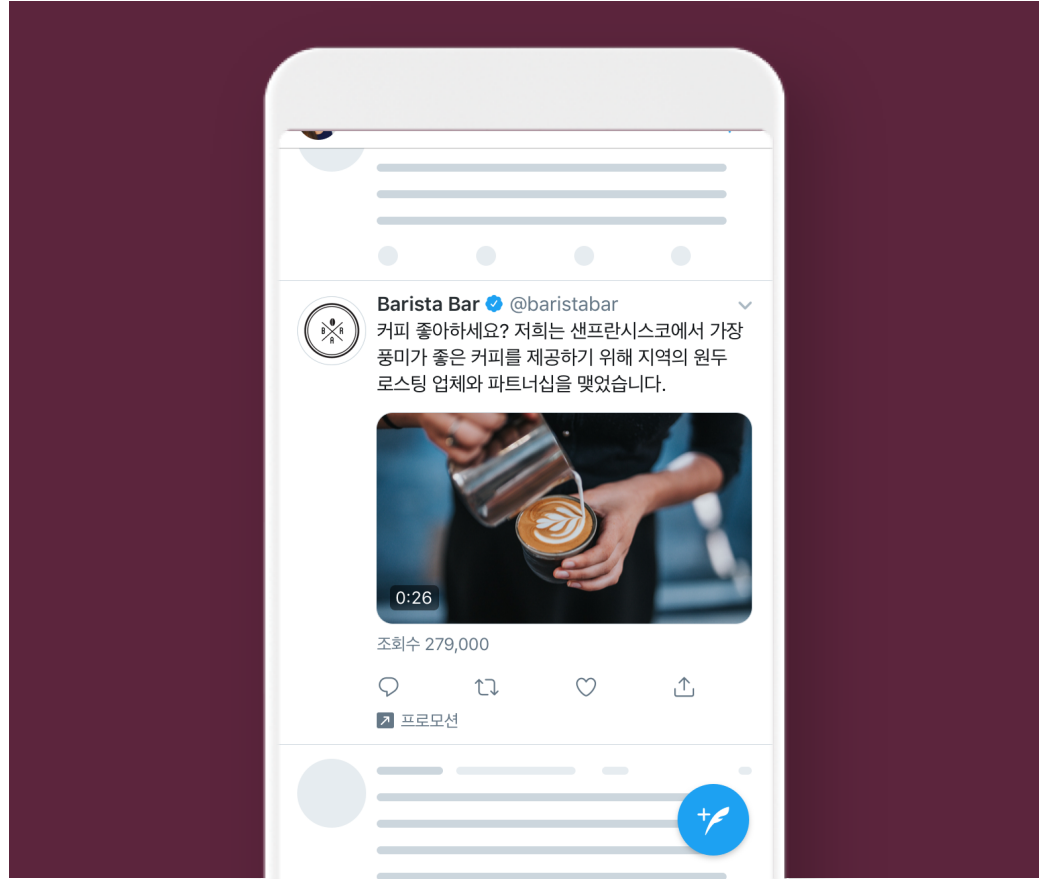 Barista Bar @baristabar
B A R A
커피 좋아하세요? 저희는 샌프란시스코에서 가장
풍미가 좋은 커피를 제공하기 위해 지역의 원두
로스팅 업체와 파트너십을 맺었습니다.
0:26
조회수 279,000
프로모션